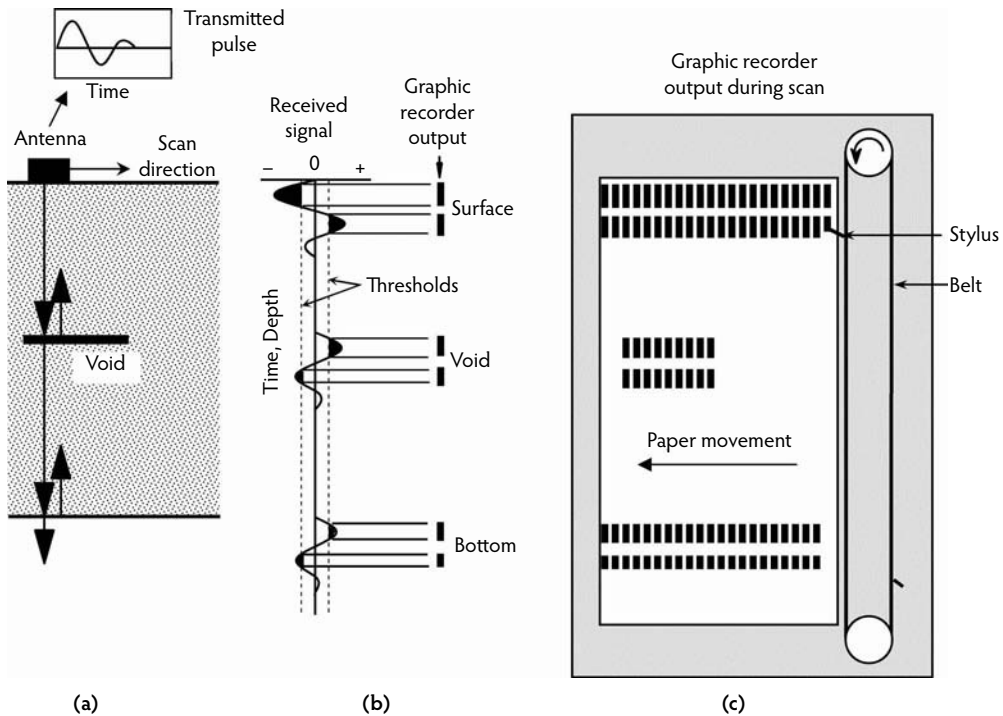 Transmitted
pulse
Time
Antenna
Scan
direction
Void
(a)
Received
signal
Graphic
recorder
output
– 0 +
Surface
Thresholds
Time, Depth
Void
Bottom
(b)
Graphic recorder
output during scan
Stylus
Belt
Paper movement
(c)